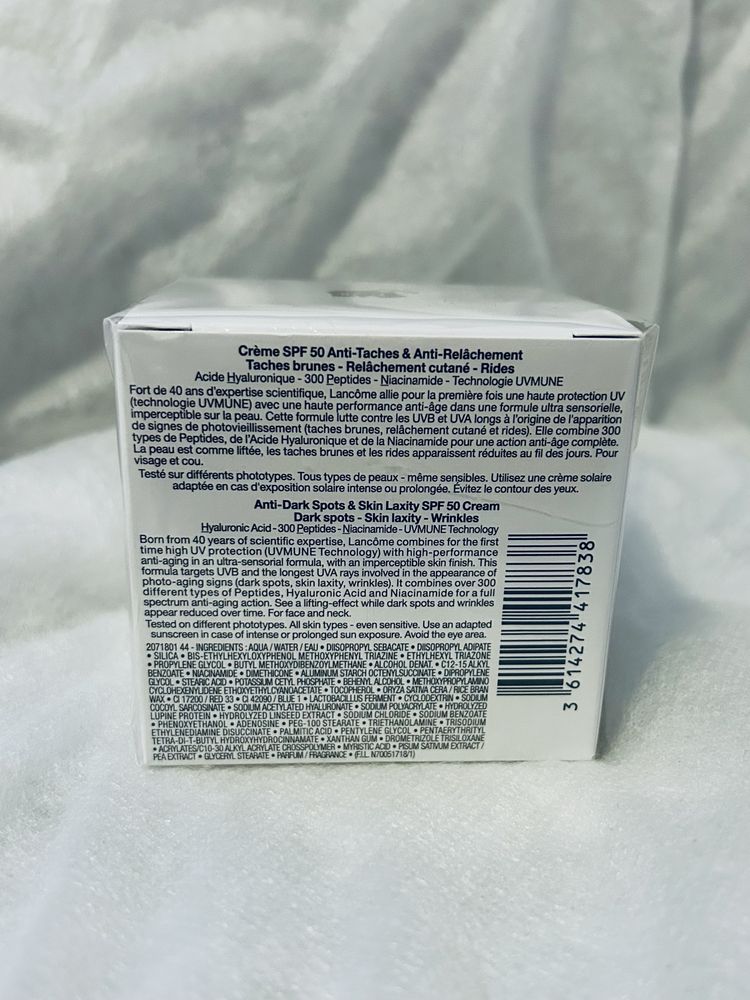 Crème SPF 50 Anti-Taches & Anti-Relâchement
Taches brunes - Relâchement cutané - Rides
Acide Hyaluronique - 300 Peptides - Niacinamide - Technologie UVMUNE
Fort de 40 ans d'expertise scientifique, Lancôme allie pour la première fois une haute protection UV
(technologie UVMUNE) avec une haute performance anti-âge dans une formule ultra sensorielle,
imperceptible sur la peau. Cette formule lutte contre les UVB et UVA longs à l'origine de l'apparition
de signes de photovieillissement (taches brunes, relâchement cutané et rides). Elle combine 300
types de Peptides, de l'Acide Hyaluronique et de la Niacinamide pour une action anti-âge complète.
La peau est comme liftée, les taches brunes et les rides apparaissent réduites au fil des jours. Pour
visage et cou.
Testé sur différents phototypes. Tous types de peaux - même sensibles. Utilisez une crème solaire
adaptée en cas d'exposition solaire intense ou prolongée. Évitez le contour des yeux.
Anti-Dark Spots & Skin Laxity SPF 50 Cream
Dark spots - Skin laxity - Wrinkles
Hyaluronic Acid - 300 Peptides - Niacinamide - UVMUNE Technology
Born from 40 years of scientific expertise, Lancôme combines for the first
time high UV protection (UVMUNE Technology) with high-performance
anti-aging in an ultra-sensorial formula, with an imperceptible skin finish. This
formula targets UVB and the longest UVA rays involved in the appearance of
photo-aging signs (dark spots, skin laxity, wrinkles). It combines over 300
different types of Peptides, Hyaluronic Acid and Niacinamide for a full
spectrum anti-aging action. See a lifting-effect while dark spots and wrinkles
appear reduced over time. For face and neck.
Tested on different phototypes. All skin types - even sensitive. Use an adapted
sunscreen in case of intense or prolonged sun exposure. Avoid the eye area.
2071801 44 - INGREDIENTS : AQUA / WATER / EAU • DIISOPROPYL SEBACATE • DIISOPROPYL ADIPATE
• SILICA • BIS-ETHYLHEXYLOXYPHENOL METHOXYPHENYL TRIAZINE • ETHYLHEXYL TRIAZONE
• PROPYLENE GLYCOL • BUTYL METHOXYDIBENZOYLMETHANE • ALCOHOL DENAT. • C12-15 ALKYL
BENZOATE • NIACINAMIDE • DIMETHICONE • ALUMINUM STARCH OCTENYLSUCCINATE • DIPROPYLENE
GLYCOL • STEARIC ACID • POTASSIUM CETYL PHOSPHATE • BEHENYL ALCOHOL • METHOXYPROPYLAMINO
CYCLOHEXENYLIDENE ETHOXYETHYLCYANOACETATE • TOCOPHEROL • ORYZA SATIVA CERA / RICE BRAN
WAX • CI 17200 / RED 33 • CI 42090 / BLUE 1 • LACTOBACILLUS FERMENT • CYCLODEXTRIN • SODIUM
COCOYL SARCOSINATE • SODIUM ACETYLATED HYALURONATE • SODIUM POLYACRYLATE • HYDROLYZED
LUPINE PROTEIN • HYDROLYZED LINSEED EXTRACT • SODIUM CHLORIDE • SODIUM BENZOATE
• PHENOXYETHANOL • ADENOSINE • PEG-100 STEARATE • TRIETHANOLAMINE • TRISODIUM
ETHYLENEDIAMINE DISUCCINATE • PALMITIC ACID • PENTYLENE GLYCOL • PENTAERYTHRITYL
TETRA-DI-T-BUTYL HYDROXYHYDROCINNAMATE • XANTHAN GUM • DROMETRIZOLE TRISILOXANE
• ACRYLATES/C10-30 ALKYL ACRYLATE CROSSPOLYMER • MYRISTIC ACID • PISUM SATIVUM EXTRACT /
PEA EXTRACT • GLYCERYL STEARATE • PARFUM / FRAGRANCE • (F.I.L. N70051718/1)
3 614274 417838